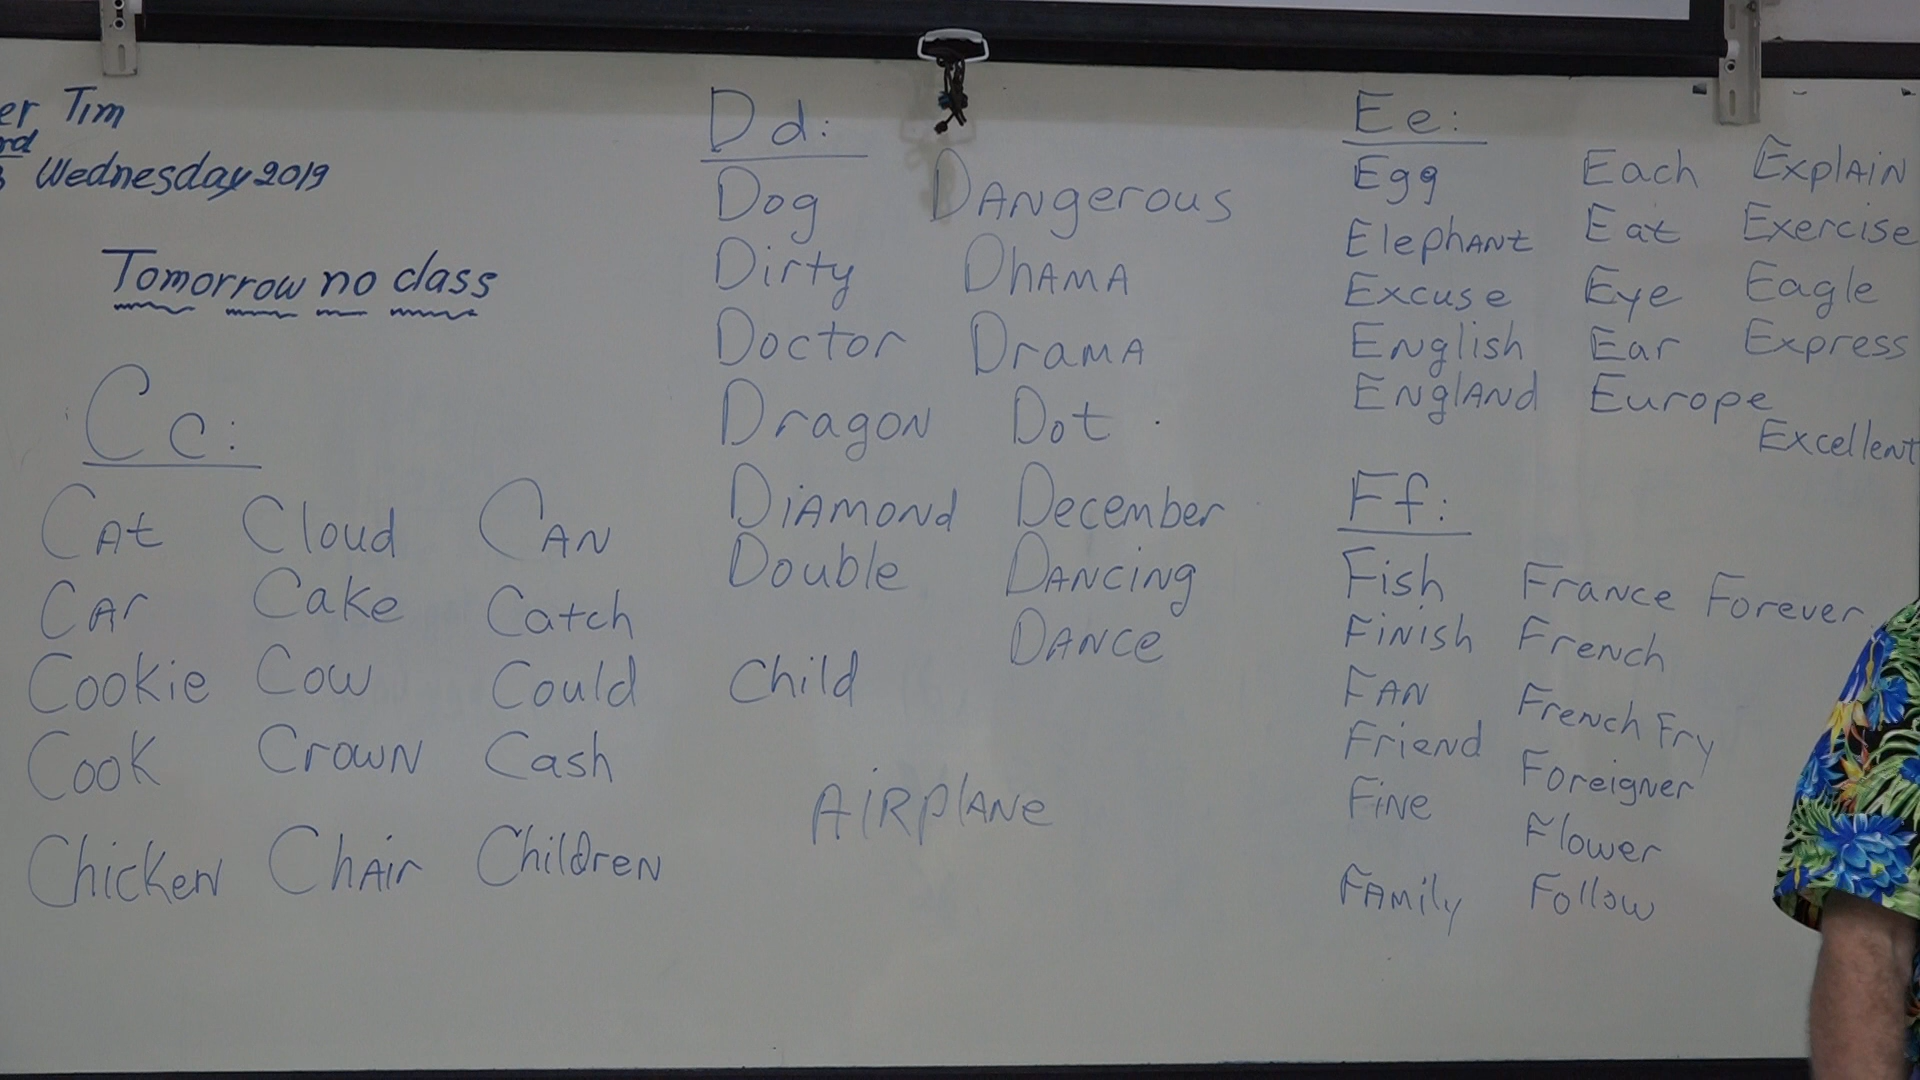 er Tim
rd
Wednesday 2019
Tomorrow no class
Cc:
Cat Cloud Can
Car Cake Catch
Cookie Cow Could
Cook Crown Cash
Chicken Chair Children
Dd:
Dog Dangerous
Dirty Dhama
Doctor Drama
Dragon Dot .
Diamond December
Double Dancing
Dance
Child
Airplane
Ee:
Egg Each Explain
Elephant Eat Exercise
Excuse Eye Eagle
English Ear Express
England Europe
Excellent
Ff:
Fish France Forever
Finish French
Fan French Fry
Friend Foreigner
Fine Flower
Family Follow